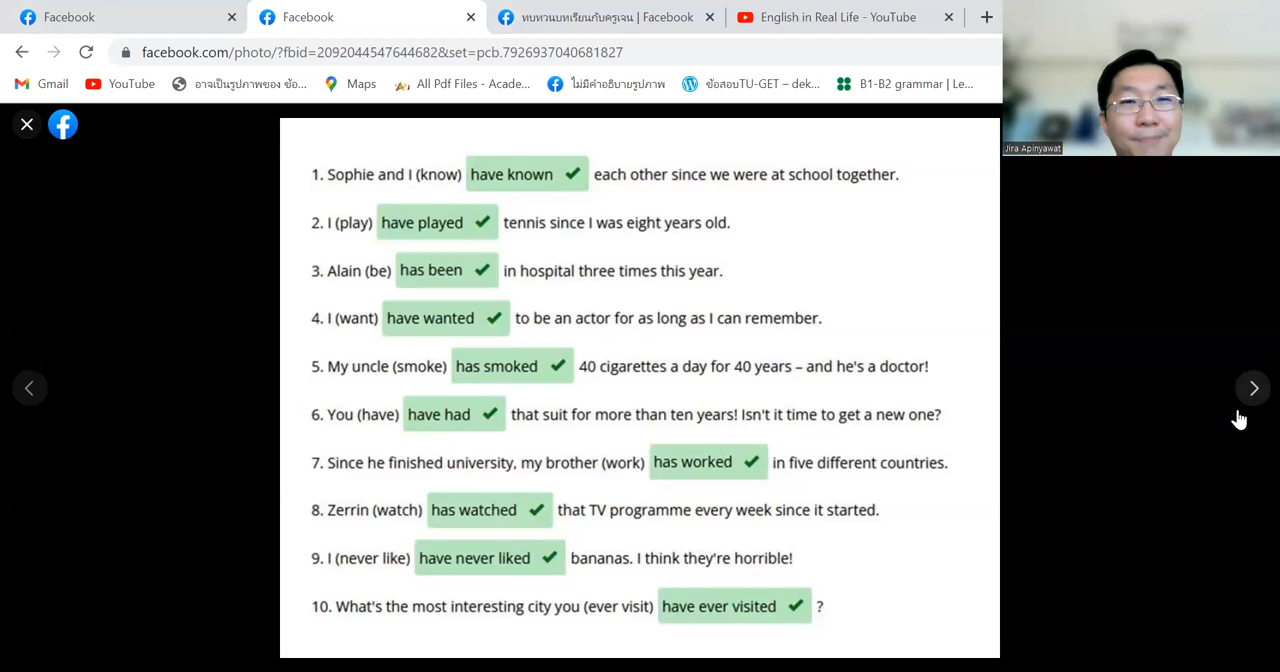 Facebook
Facebook
ทบทวนบทเรียนกับครูเจน | Facebook
English in Real Life - YouTube
facebook.com/photo/?fbid=2092044547644682&set=pcb.7926937040681827
Gmail
YouTube
อาจเป็นรูปภาพของ ข้อ...
Maps
All Pdf Files - Acade...
ไม่มีคำอธิบายรูปภาพ
ข้อสอบTU-GET – dek...
B1-B2 grammar | Le...
Jira Apinyawat
1. Sophie and I (know) have known ✔ each other since we were at school together.
2. I (play) have played ✔ tennis since I was eight years old.
3. Alain (be) has been ✔ in hospital three times this year.
4. I (want) have wanted ✔ to be an actor for as long as I can remember.
5. My uncle (smoke) has smoked ✔ 40 cigarettes a day for 40 years – and he's a doctor!
6. You (have) have had ✔ that suit for more than ten years! Isn't it time to get a new one?
7. Since he finished university, my brother (work) has worked ✔ in five different countries.
8. Zerrin (watch) has watched ✔ that TV programme every week since it started.
9. I (never like) have never liked ✔ bananas. I think they're horrible!
10. What's the most interesting city you (ever visit) have ever visited ✔ ?